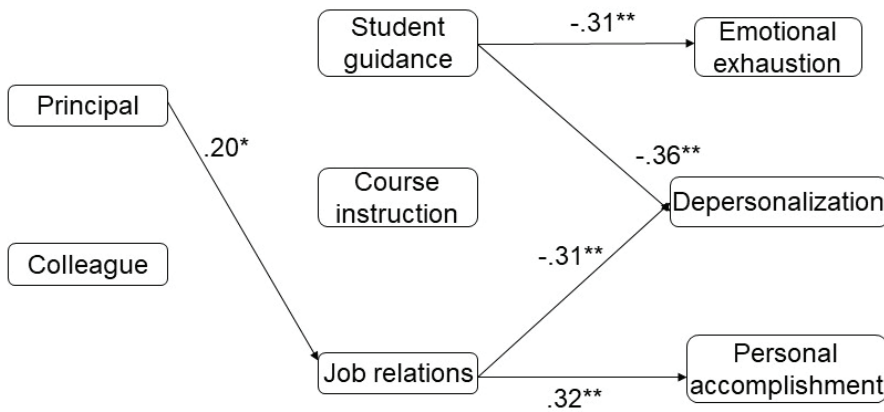 Student
guidance
-.31**
Emotional
exhaustion
Principal
.20*
-.36**
Course
instruction
Depersonalization
Colleague
-.31**
Job relations
.32**
Personal
accomplishment